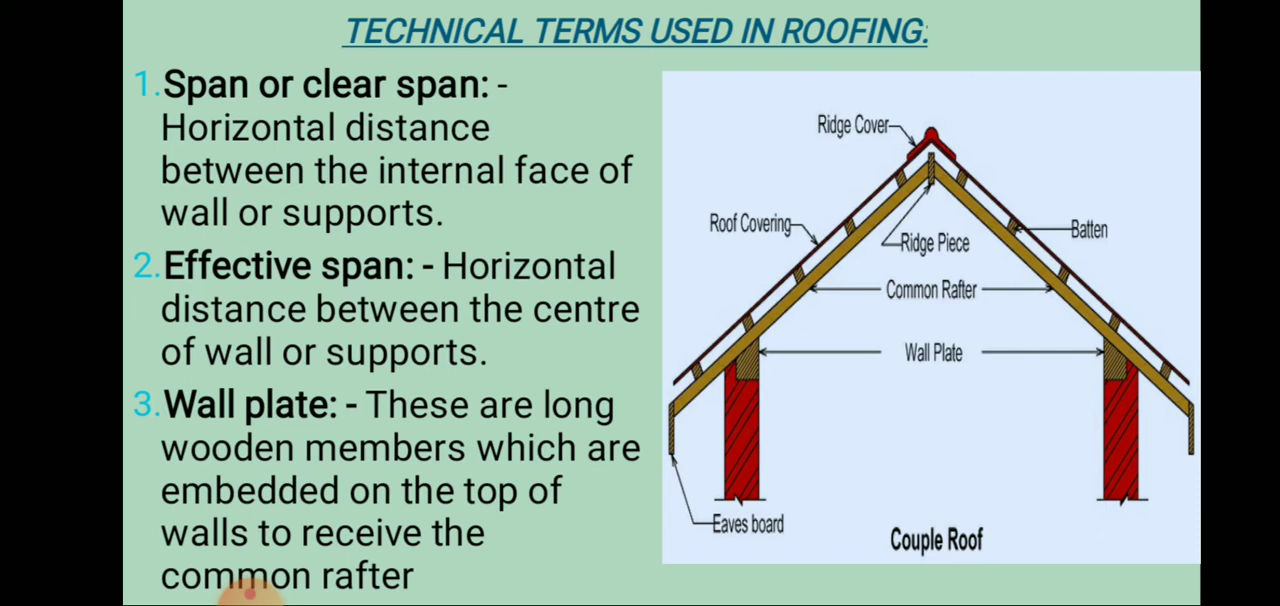 TECHNICAL TERMS USED IN ROOFING:
1. Span or clear span: -
Horizontal distance
between the internal face of
wall or supports.
2. Effective span: - Horizontal
distance between the centre
of wall or supports.
3. Wall plate: - These are long
wooden members which are
embedded on the top of
walls to receive the
common rafter
Ridge Cover
Roof Covering
Ridge Piece
Batten
Common Rafter
Wall Plate
Eaves board
Couple Roof